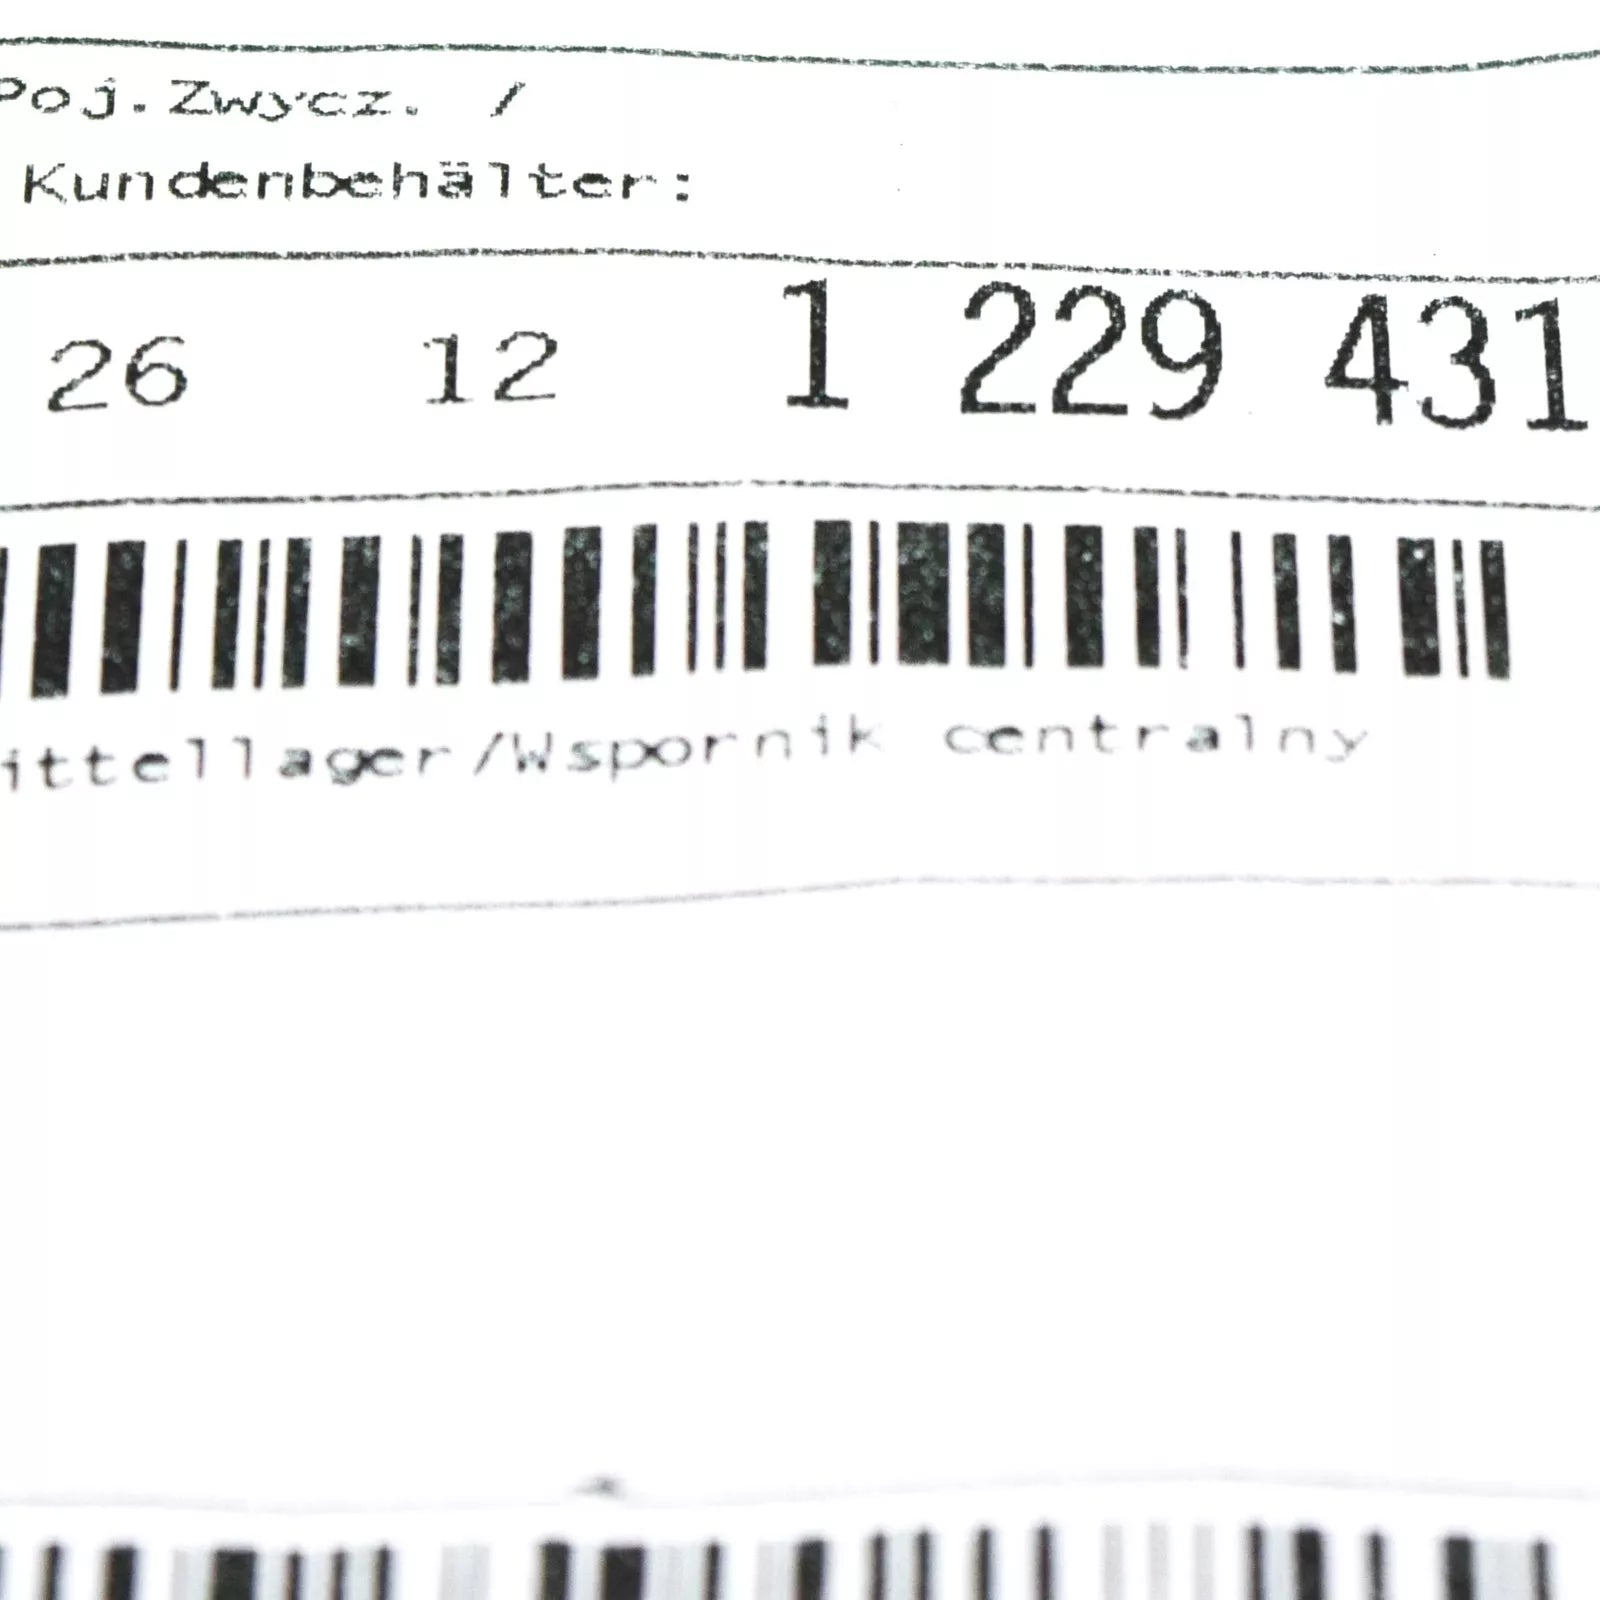 Poj.Zwycz. /
Kundenbehälter:
26 12 1 229 431
ittellager/Wspornik centralny